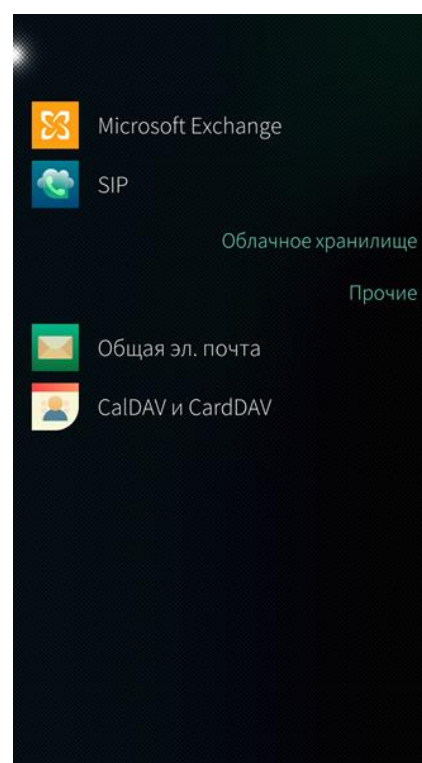 Microsoft Exchange
SIP
Облачное хранилище
Прочие
Общая эл. почта
CalDAV и CardDAV